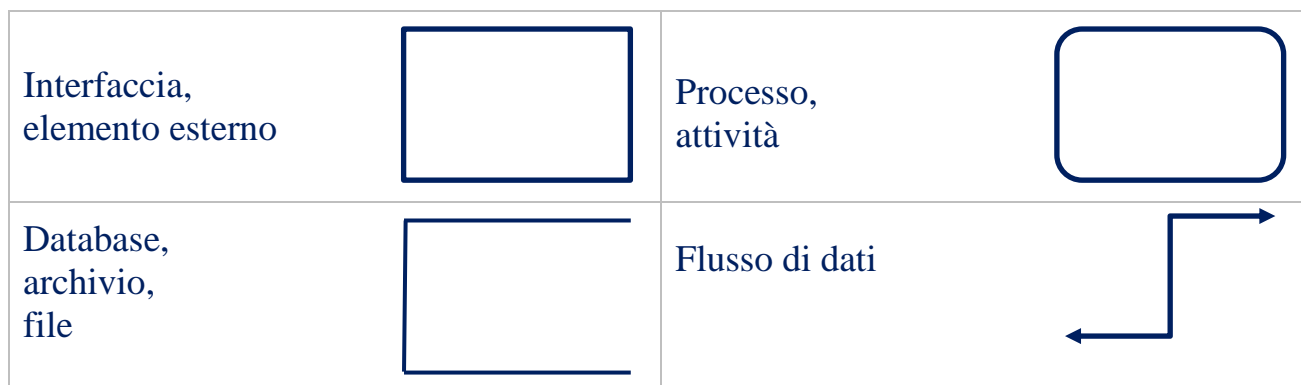 Interfaccia,
elemento esterno
Processo,
attività
Database,
archivio,
file
Flusso di dati